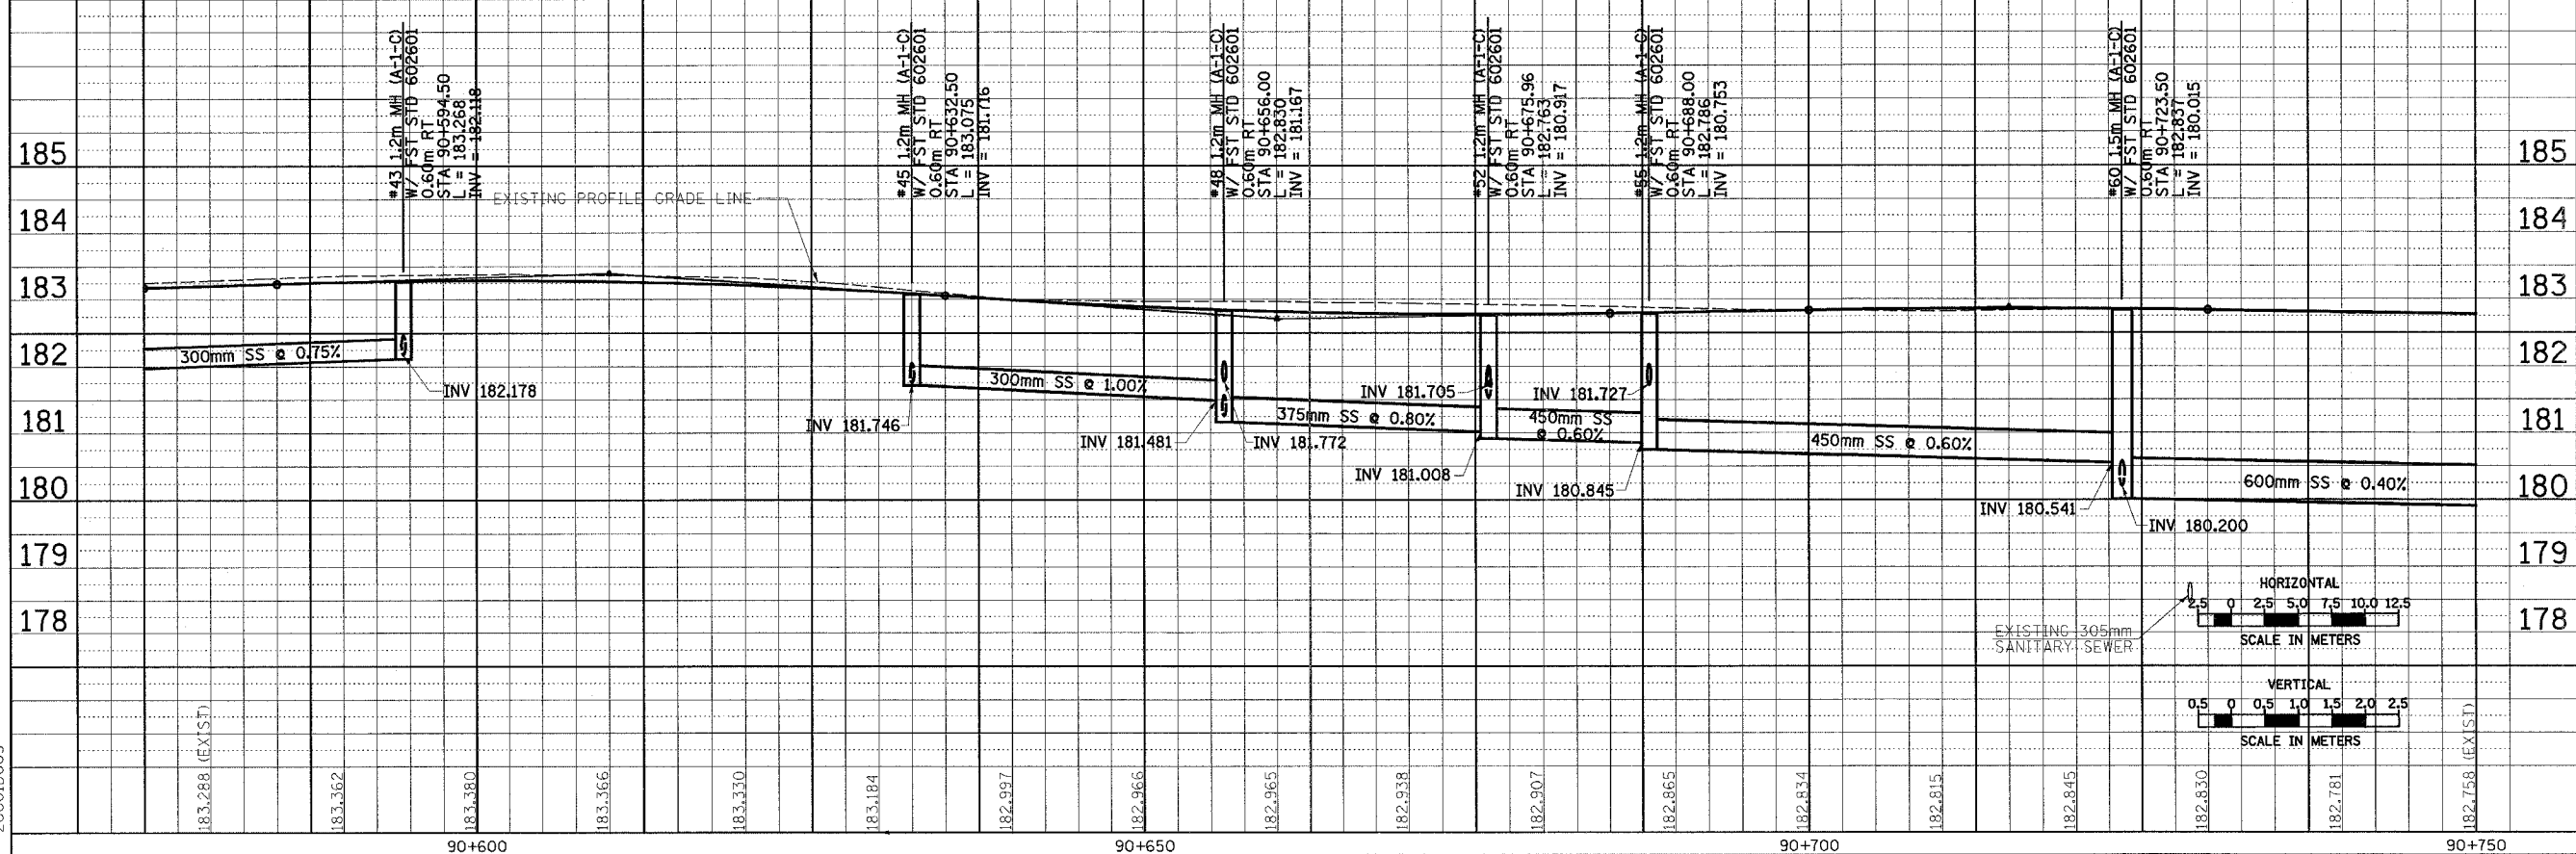 #43 1.2m MH (A-1-C)
W/ FST STD 602601
0.60m RT
STA 90+594.50
L = 183.268
INV = 182.118
#45 1.2m MH (A-1-C)
W/ FST STD 602601
0.60m RT
STA 90+632.50
L = 183.075
INV = 181.716
#48 1.2m MH (A-1-C)
W/ FST STD 602601
0.60m RT
STA 90+656.00
L = 182.830
INV = 181.167
#52 1.2m MH (A-1-C)
W/ FST STD 602601
0.60m RT
STA 90+675.96
L = 182.763
INV = 180.917
#55 1.2m MH (A-1-C)
W/ FST STD 602601
0.60m RT
STA 90+688.00
L = 182.786
INV = 180.753
#60 1.5m MH (A-1-C)
W/ FST STD 602601
0.60m RT
STA 90+723.50
L = 182.837
INV = 180.015
185
185
EXISTING PROFILE GRADE LINE
184
184
183
183
182
182
300mm SS @ 0.75%
INV 182.178
300mm SS @ 1.00%
INV 181.705
INV 181.727
181
181
INV 181.746
375mm SS @ 0.80%
450mm SS
@ 0.60%
450mm SS @ 0.60%
INV 181.481
INV 181.772
INV 181.008
INV 180.845
180
180
600mm SS @ 0.40%
INV 180.541
INV 180.200
179
179
178
178
HORIZONTAL
2.5 0 2.5 5.0 7.5 10.0 12.5
SCALE IN METERS
EXISTING 305mm
SANITARY SEWER
VERTICAL
0.5 0 0.5 1.0 1.5 2.0 2.5
SCALE IN METERS
183.288 (EXIST)
183.362
183.380
183.366
183.330
183.184
182.997
182.966
182.965
182.938
182.907
182.865
182.834
182.815
182.845
182.830
182.781
182.758 (EXIST)
90+600
90+650
90+700
90+750